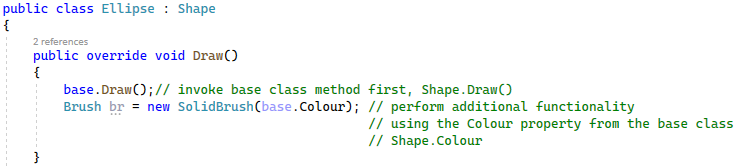 public class Ellipse : Shape
{
2 references
public override void Draw()
{
base.Draw();// invoke base class method first, Shape.Draw()
Brush br = new SolidBrush(base.Colour); // perform additional functionality
// using the Colour property from the base class
// Shape.Colour
}